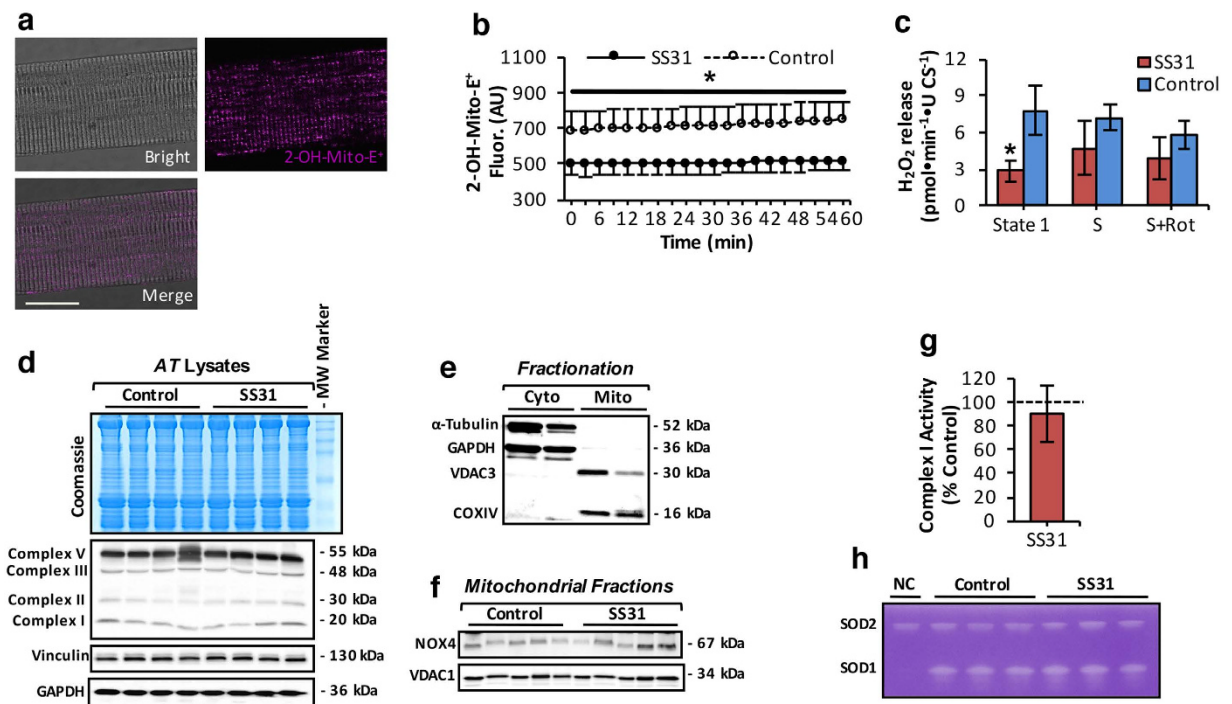 a
Bright
2-OH-Mito-E⁺
Merge
b
1100
900
700
500
300
2-OH-Mito-E⁺
Fluor. (AU)
SS31
Control
*
0 6 12 18 24 30 36 42 48 54 60
Time (min)
c
12
9
6
3
0
H₂O₂ release
(pmol•min⁻¹•U CS⁻¹)
SS31
Control
*
State 1 S S+Rot
d
AT Lysates
Control SS31
- MW Marker
Coomassie
Complex V - 55 kDa
Complex III - 48 kDa
Complex II - 30 kDa
Complex I - 20 kDa
Vinculin - 130 kDa
GAPDH - 36 kDa
e
Fractionation
Cyto Mito
α-Tubulin - 52 kDa
GAPDH - 36 kDa
VDAC3 - 30 kDa
COXIV - 16 kDa
f
Mitochondrial Fractions
Control SS31
NOX4 - 67 kDa
VDAC1 - 34 kDa
g
Complex I Activity
(% Control)
120
100
80
60
40
20
0
SS31
h
NC Control SS31
SOD2
SOD1